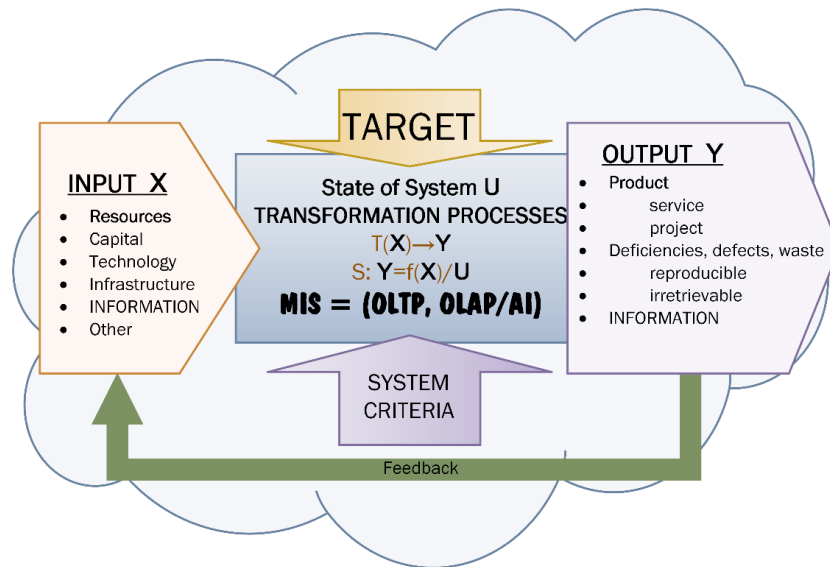 TARGET
INPUT X
• Resources
• Capital
• Technology
• Infrastructure
• INFORMATION
• Other
State of System U
TRANSFORMATION PROCESSES
T(X)→Y
S: Y=f(X)/U
MIS = (OLTP, OLAP/AI)
SYSTEM
CRITERIA
OUTPUT Y
• Product
service
project
• Deficiencies, defects, waste
reproducible
• irretrievable
• INFORMATION
Feedback